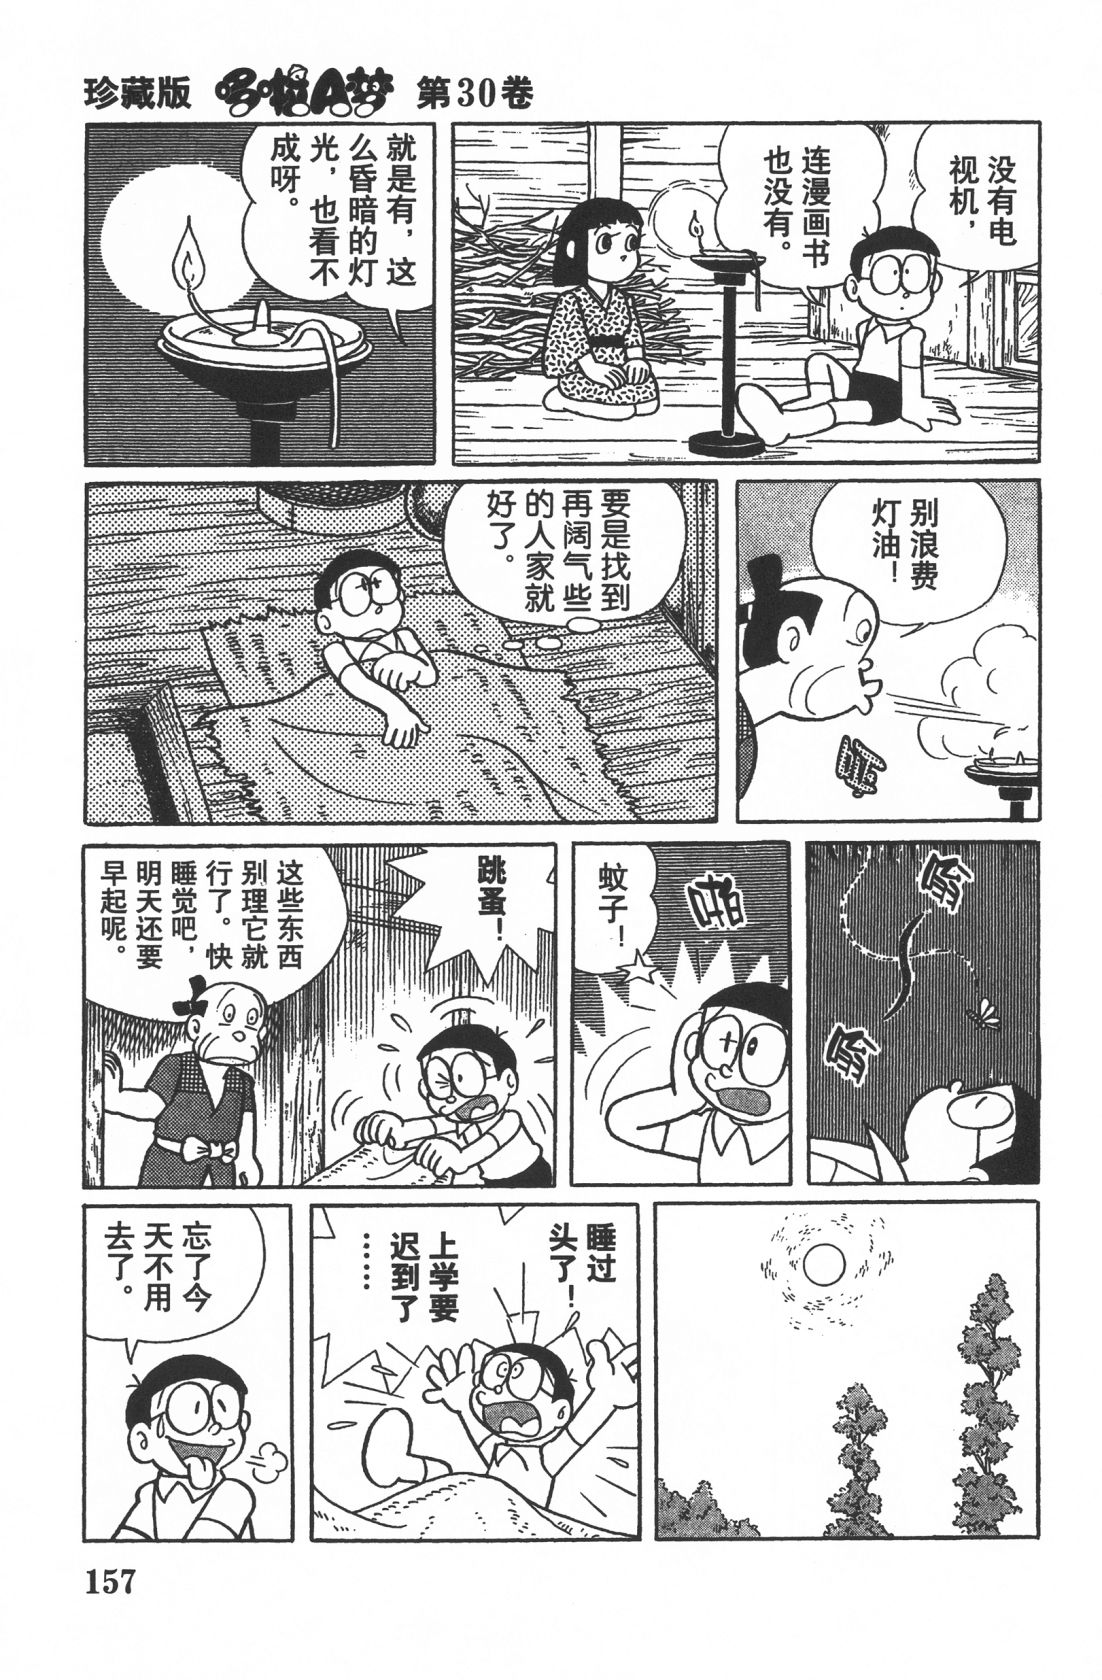 珍藏版 哆啦A梦 第30卷
没有电
视机，
连漫画书
也没有。
就是有，这
么昏暗的灯
光，也看不
成呀。
别浪费
灯油！
呼
要是找到
再阔气些
的人家就
好了。
嗡
嗡
蚊子！
啪
跳蚤！
这些东西
别理它就
行了。快
睡觉吧，
明天还要
早起呢。
睡过
头了！
上学要
迟到了
……
忘了今
天不用
去了。
157